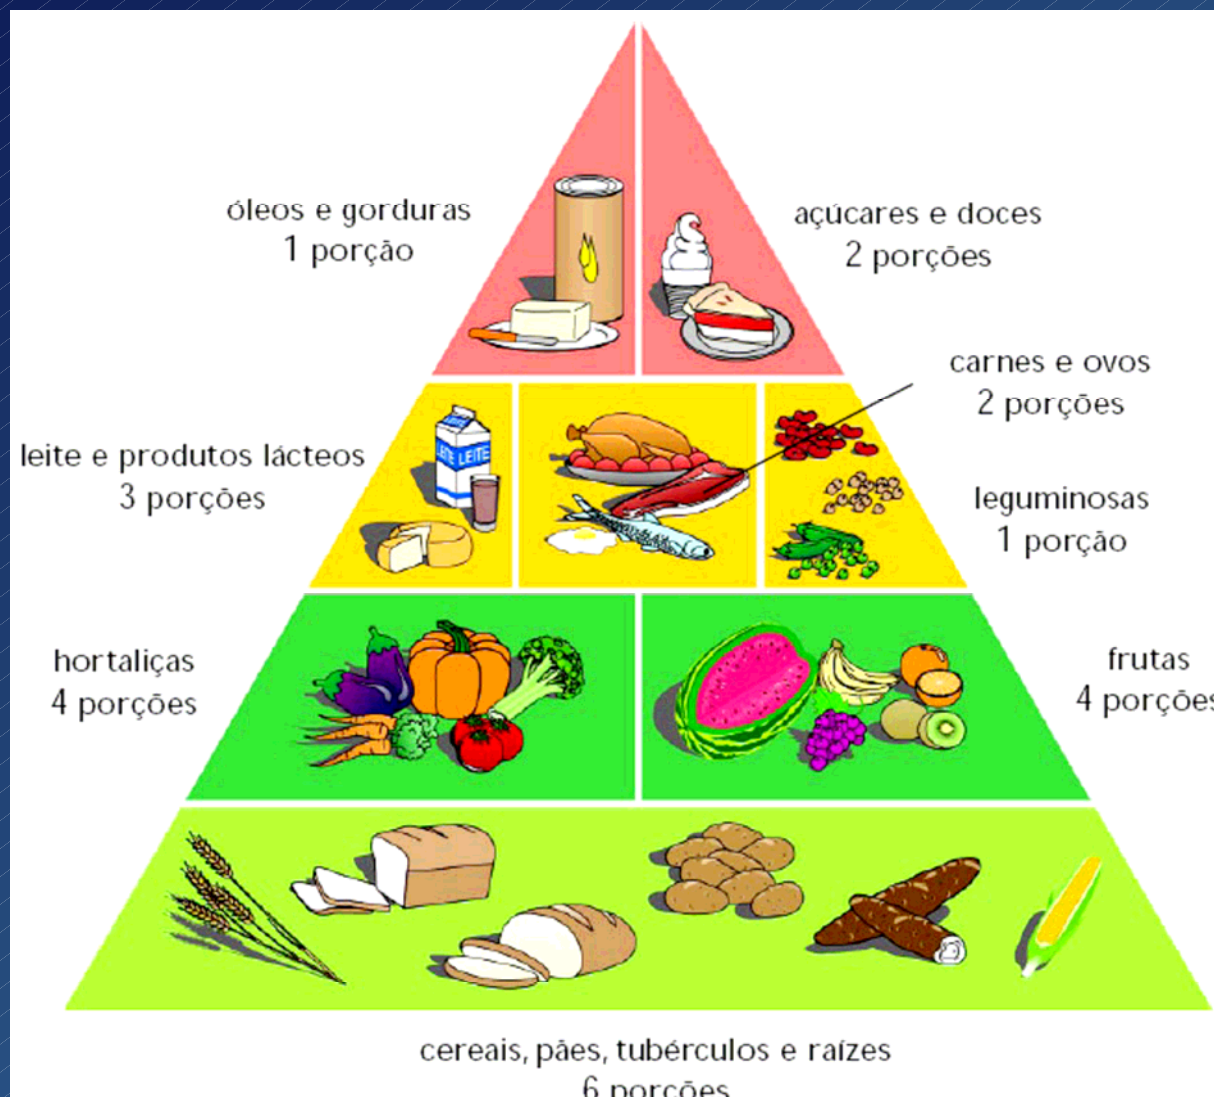 óleos e gorduras
1 porção
açúcares e doces
2 porções
carnes e ovos
2 porções
leite e produtos lácteos
3 porções
LEITE LEITE
leguminosas
1 porção
hortaliças
4 porções
frutas
4 porções
cereais, pães, tubérculos e raízes
6 porções